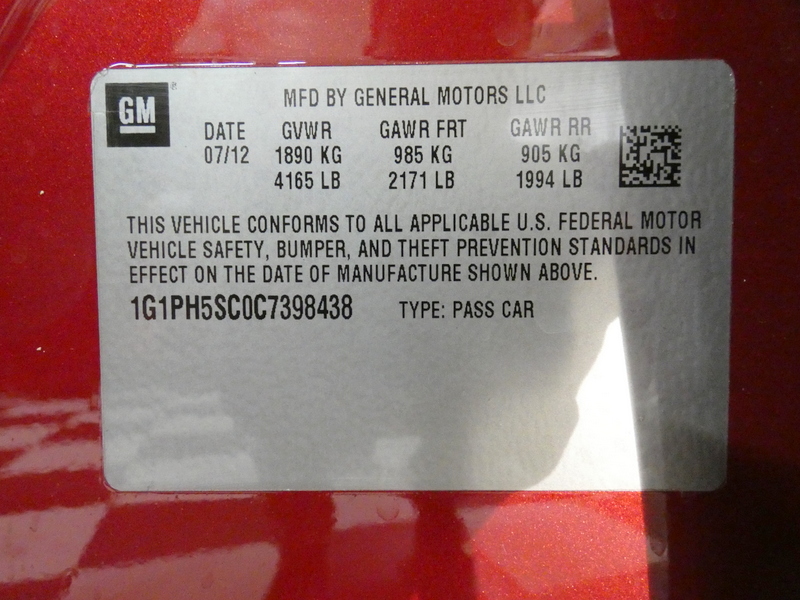 GM
MFD BY GENERAL MOTORS LLC
DATE GVWR GAWR FRT GAWR RR
07/12 1890 KG 985 KG 905 KG
4165 LB 2171 LB 1994 LB
THIS VEHICLE CONFORMS TO ALL APPLICABLE U.S. FEDERAL MOTOR
VEHICLE SAFETY, BUMPER, AND THEFT PREVENTION STANDARDS IN
EFFECT ON THE DATE OF MANUFACTURE SHOWN ABOVE.
1G1PH5SC0C7398438 TYPE: PASS CAR